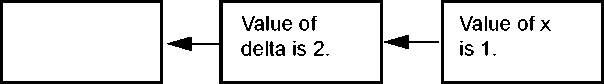 Value of
delta is 2.
Value of x
is 1.